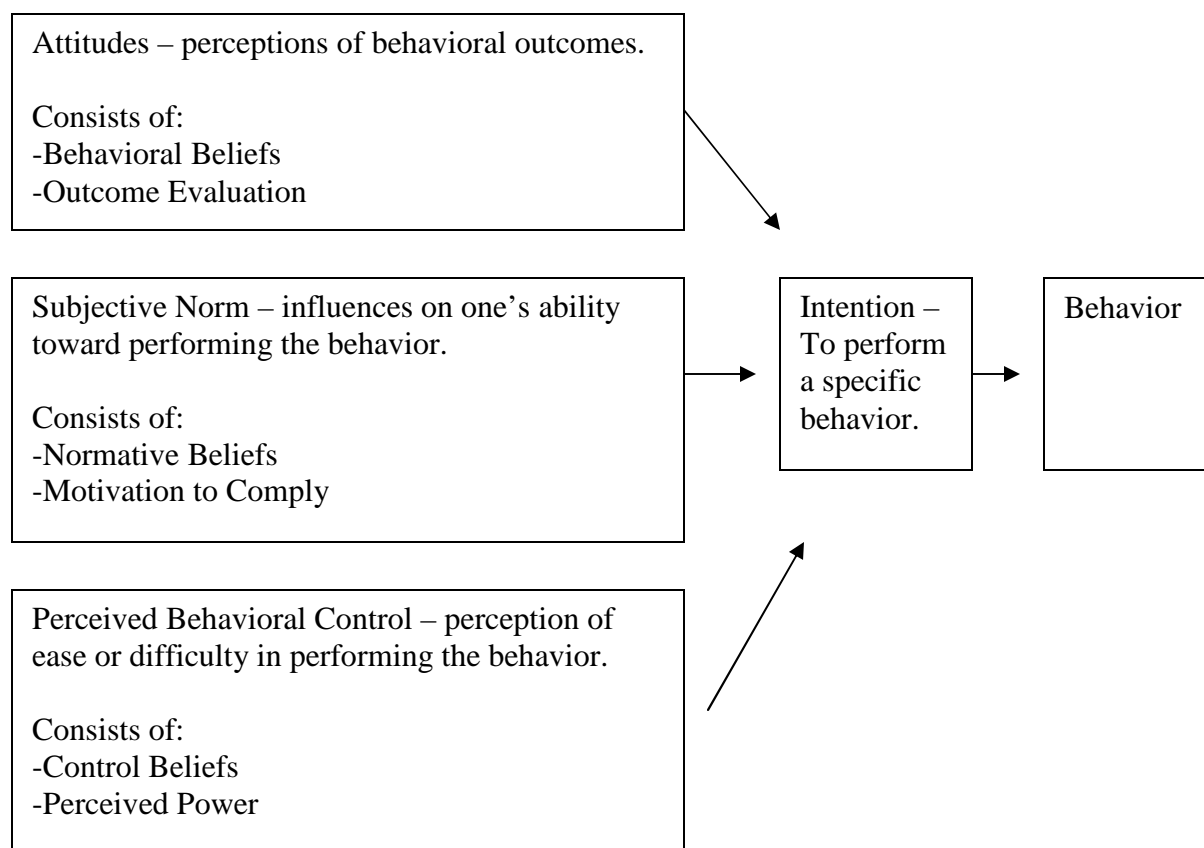 Attitudes – perceptions of behavioral outcomes.
Consists of:
-Behavioral Beliefs
-Outcome Evaluation
Subjective Norm – influences on one’s ability
toward performing the behavior.
Consists of:
-Normative Beliefs
-Motivation to Comply
Perceived Behavioral Control – perception of
ease or difficulty in performing the behavior.
Consists of:
-Control Beliefs
-Perceived Power
Intention –
To perform
a specific
behavior.
Behavior